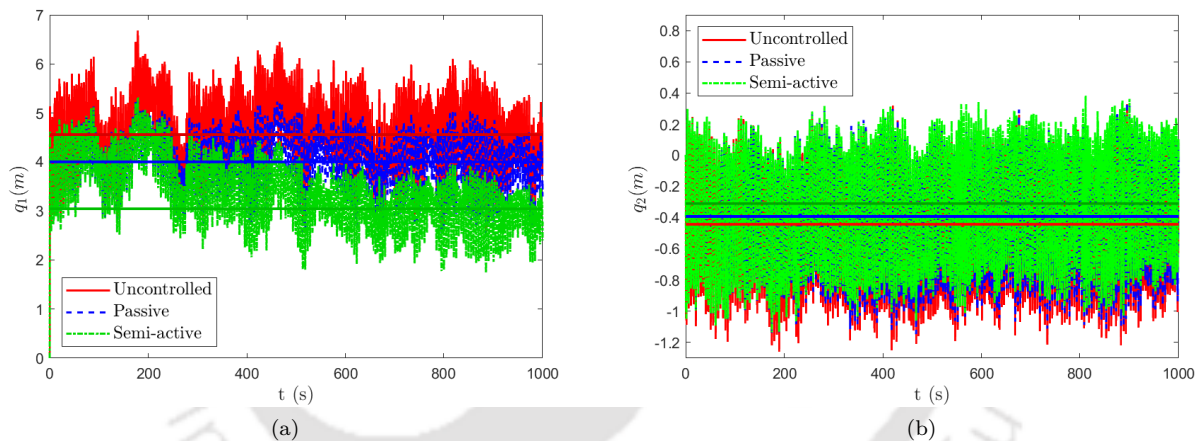 7
6
5
4
3
2
1
0
q₁(m)
Uncontrolled
Passive
Semi-active
0 200 400 600 800 1000
t (s)
(a)
0.8
0.6
0.4
0.2
0
-0.2
-0.4
-0.6
-0.8
-1
-1.2
q₂(m)
Uncontrolled
Passive
Semi-active
0 200 400 600 800 1000
t (s)
(b)